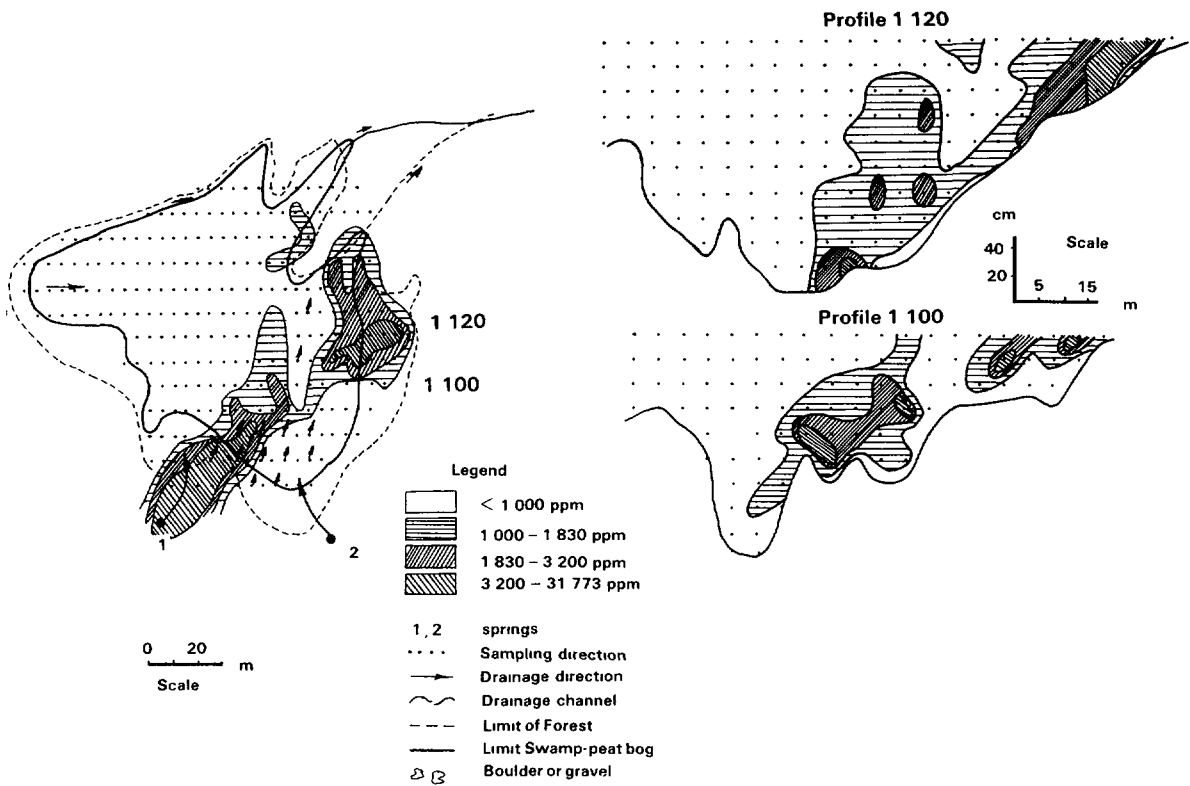 Profile 1 120
cm
40
20
Scale
5 15
m
Profile 1 100
1 120
1 100
1
2
Legend
< 1 000 ppm
1 000 – 1 830 ppm
1 830 – 3 200 ppm
3 200 – 31 773 ppm
1, 2 springs
Sampling direction
Drainage direction
Drainage channel
Limit of Forest
Limit Swamp-peat bog
Boulder or gravel
0 20
m
Scale